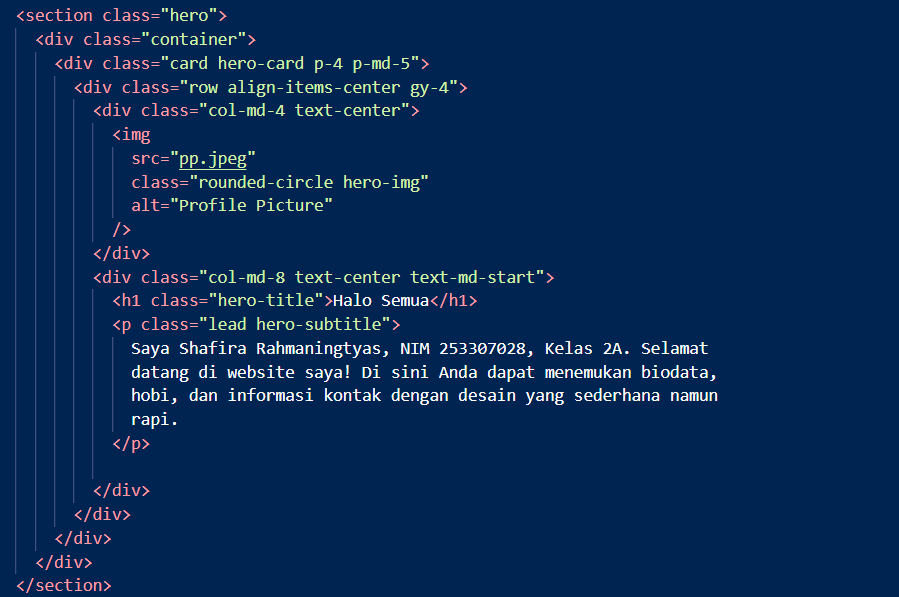 <section class="hero">
<div class="container">
<div class="card hero-card p-4 p-md-5">
<div class="row align-items-center gy-4">
<div class="col-md-4 text-center">
<img
src="pp.jpeg"
class="rounded-circle hero-img"
alt="Profile Picture"
/>
</div>
<div class="col-md-8 text-center text-md-start">
<h1 class="hero-title">Halo Semua</h1>
<p class="lead hero-subtitle">
Saya Shafira Rahmaningtyas, NIM 253307028, Kelas 2A. Selamat
datang di website saya! Di sini Anda dapat menemukan biodata,
hobi, dan informasi kontak dengan desain yang sederhana namun
rapi.
</p>
</div>
</div>
</div>
</div>
</section>